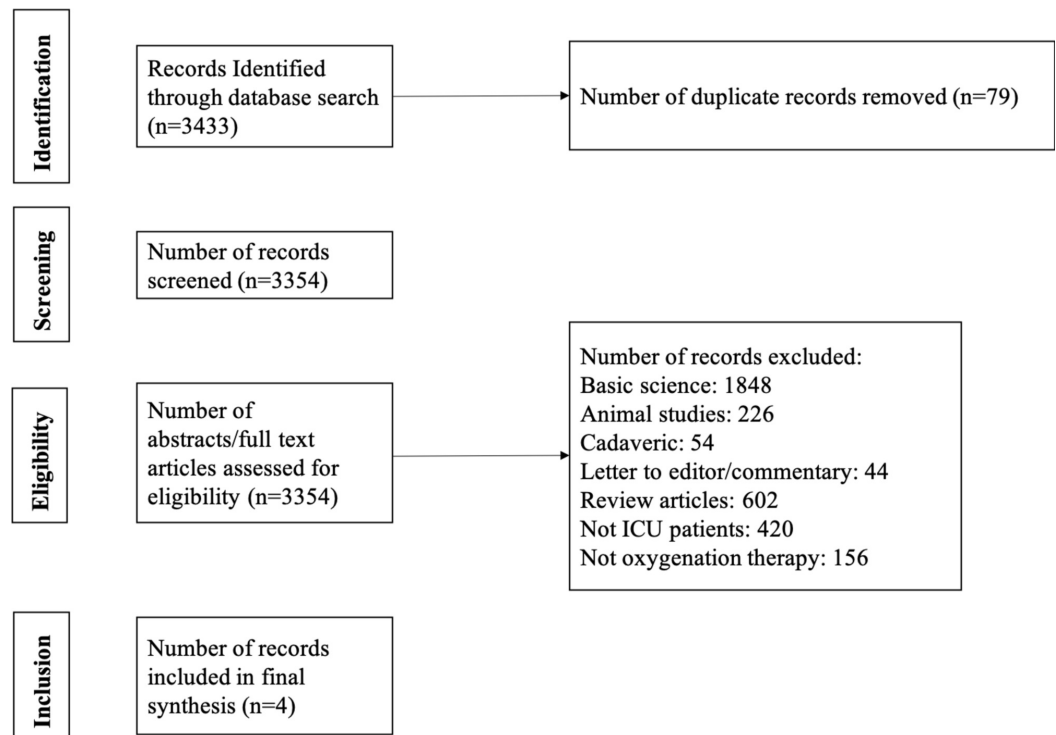 Identification
Records Identified
through database search
(n=3433)
Number of duplicate records removed (n=79)
Screening
Number of records
screened (n=3354)
Eligibility
Number of
abstracts/full text
articles assessed for
eligibility (n=3354)
Number of records excluded:
Basic science: 1848
Animal studies: 226
Cadaveric: 54
Letter to editor/commentary: 44
Review articles: 602
Not ICU patients: 420
Not oxygenation therapy: 156
Inclusion
Number of records
included in final
synthesis (n=4)